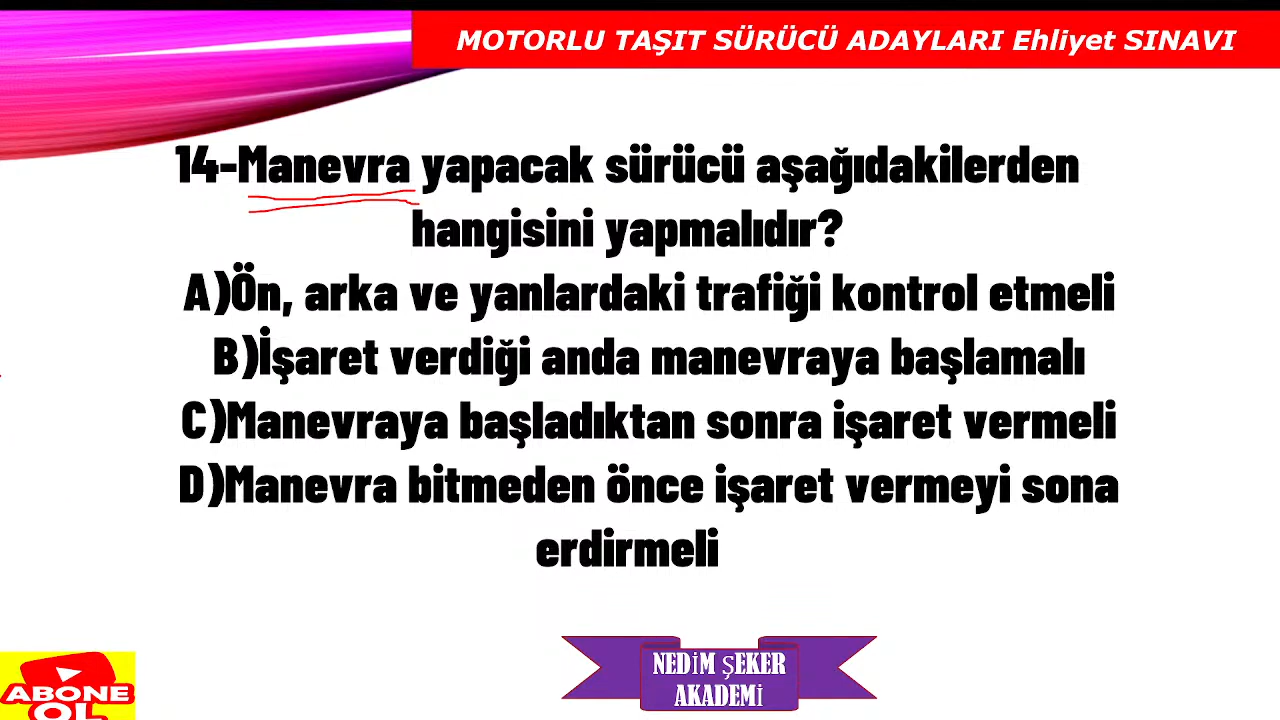 MOTORLU TAŞIT SÜRÜCÜ ADAYLARI Ehliyet SINAVI
14-Manevra yapacak sürücü aşağıdakilerden
hangisini yapmalıdır?
A)Ön, arka ve yanlardaki trafiği kontrol etmeli
B)İşaret verdiği anda manevraya başlamalı
C)Manevraya başladıktan sonra işaret vermeli
D)Manevra bitmeden önce işaret vermeyi sona
erdirmeli
NEDİM ŞEKER
AKADEMİ
ABONE
OL